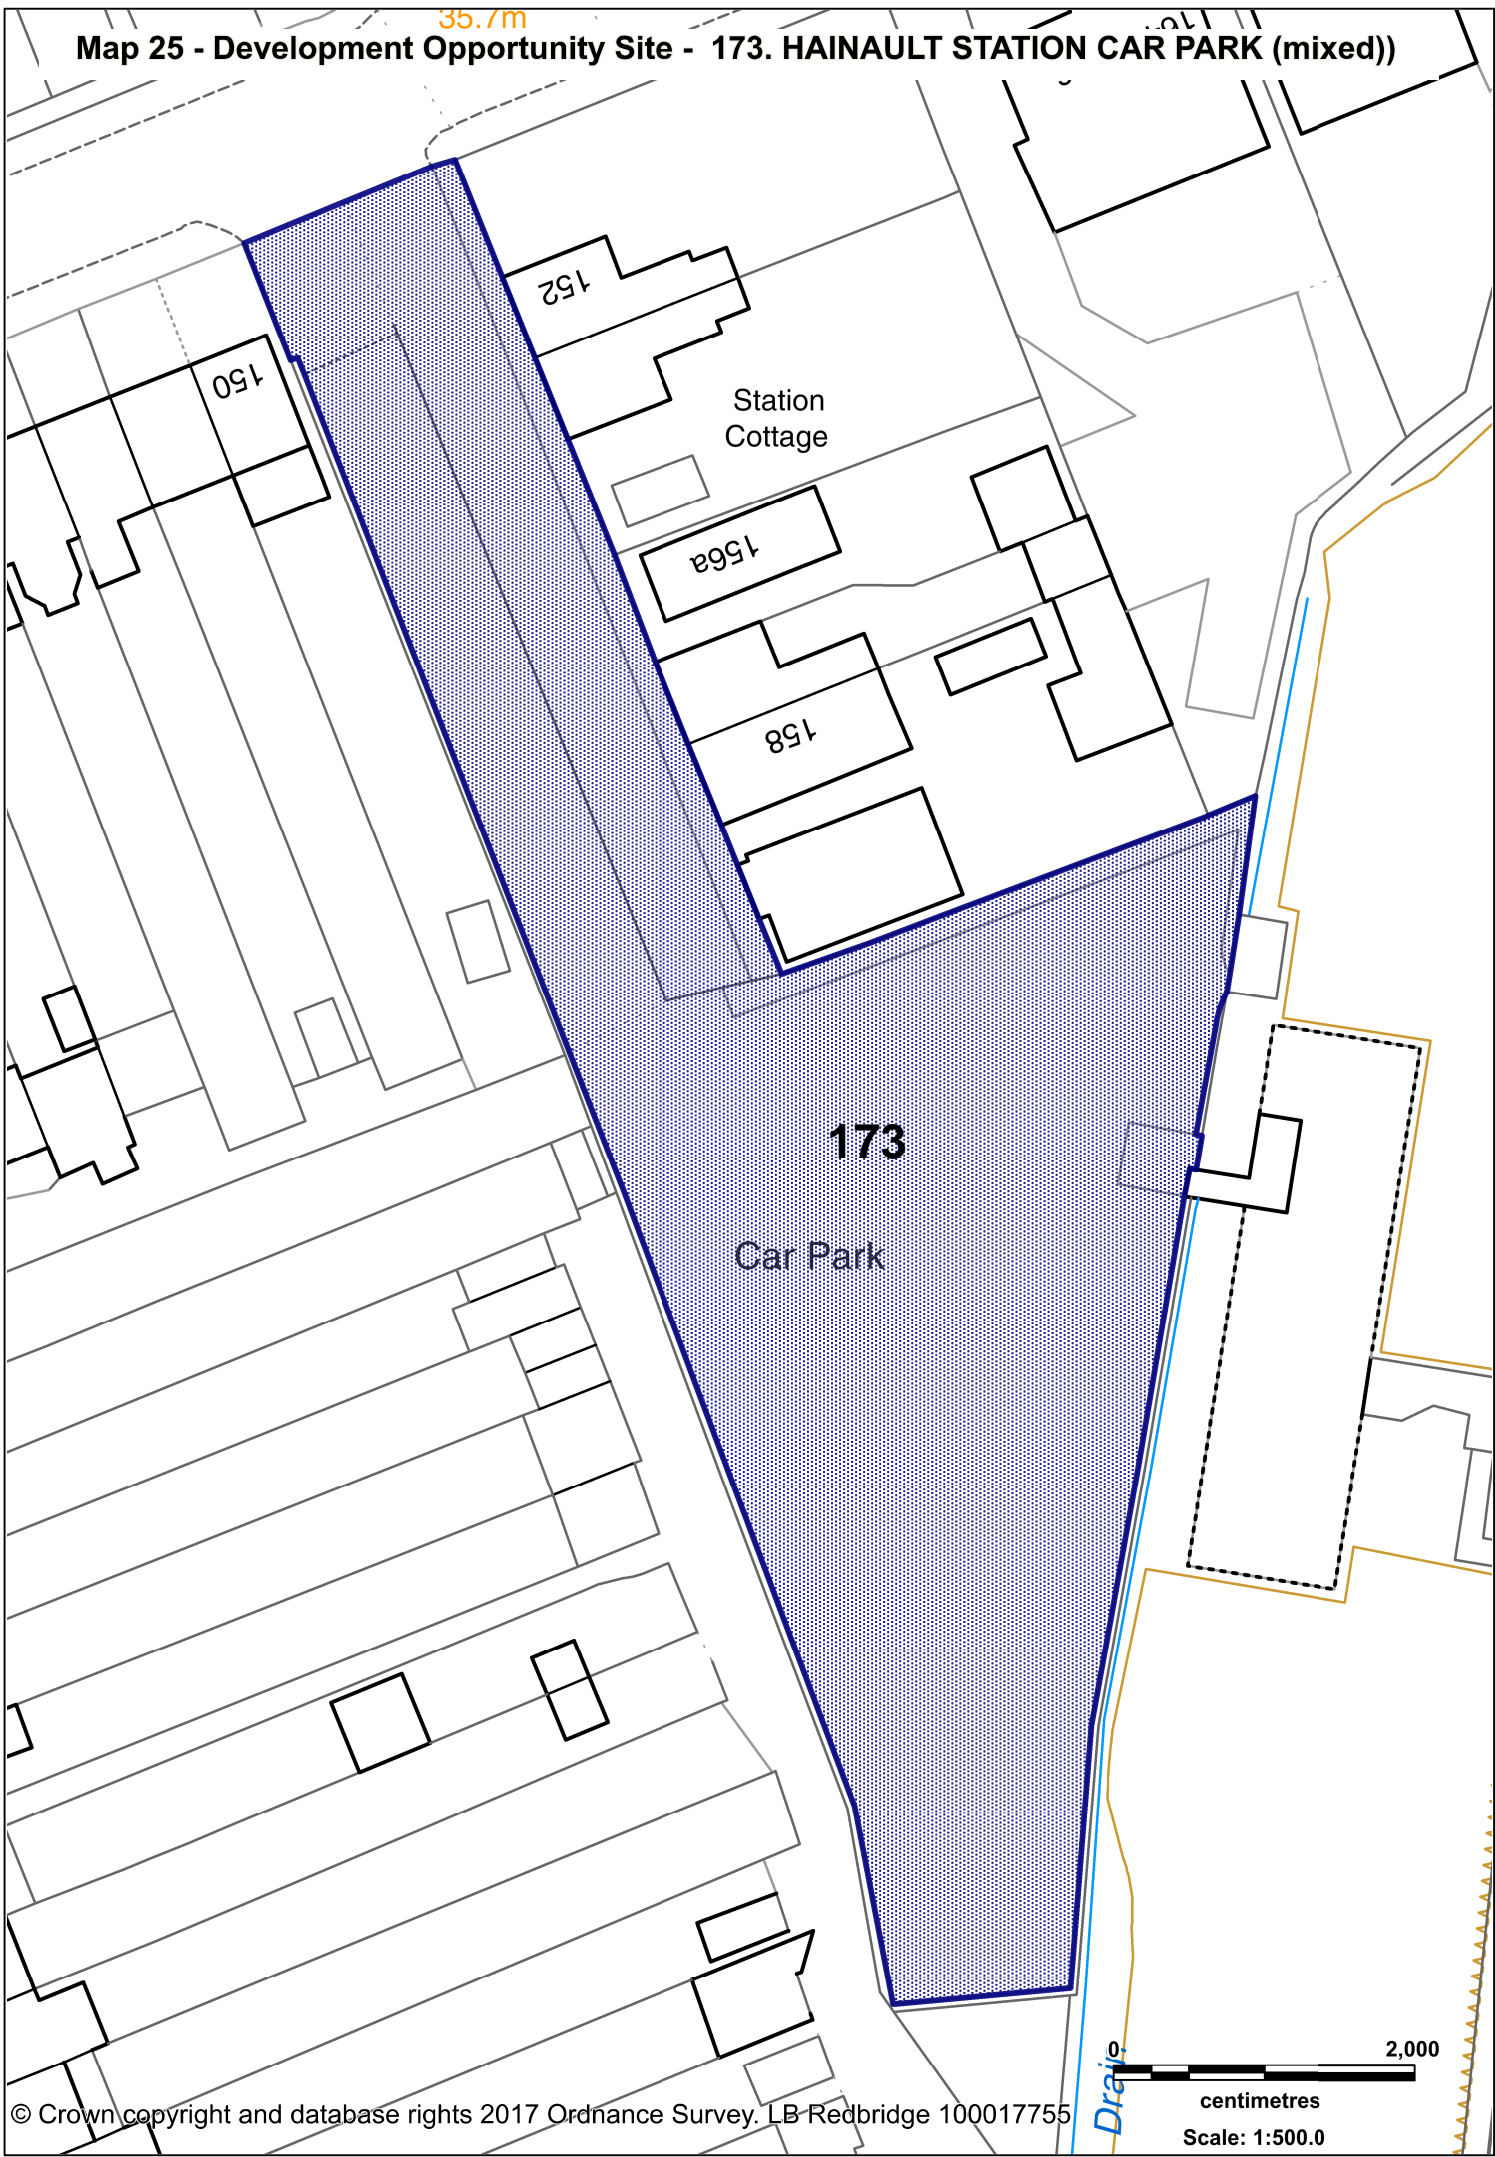 35.7m
Map 25 - Development Opportunity Site -  173. HAINAULT STATION CAR PARK (mixed))
152
150
Station
Cottage
156a
158
173
Car Park
Drain
0 2,000
centimetres
Scale: 1:500.0
© Crown copyright and database rights 2017 Ordnance Survey. LB Redbridge 100017755